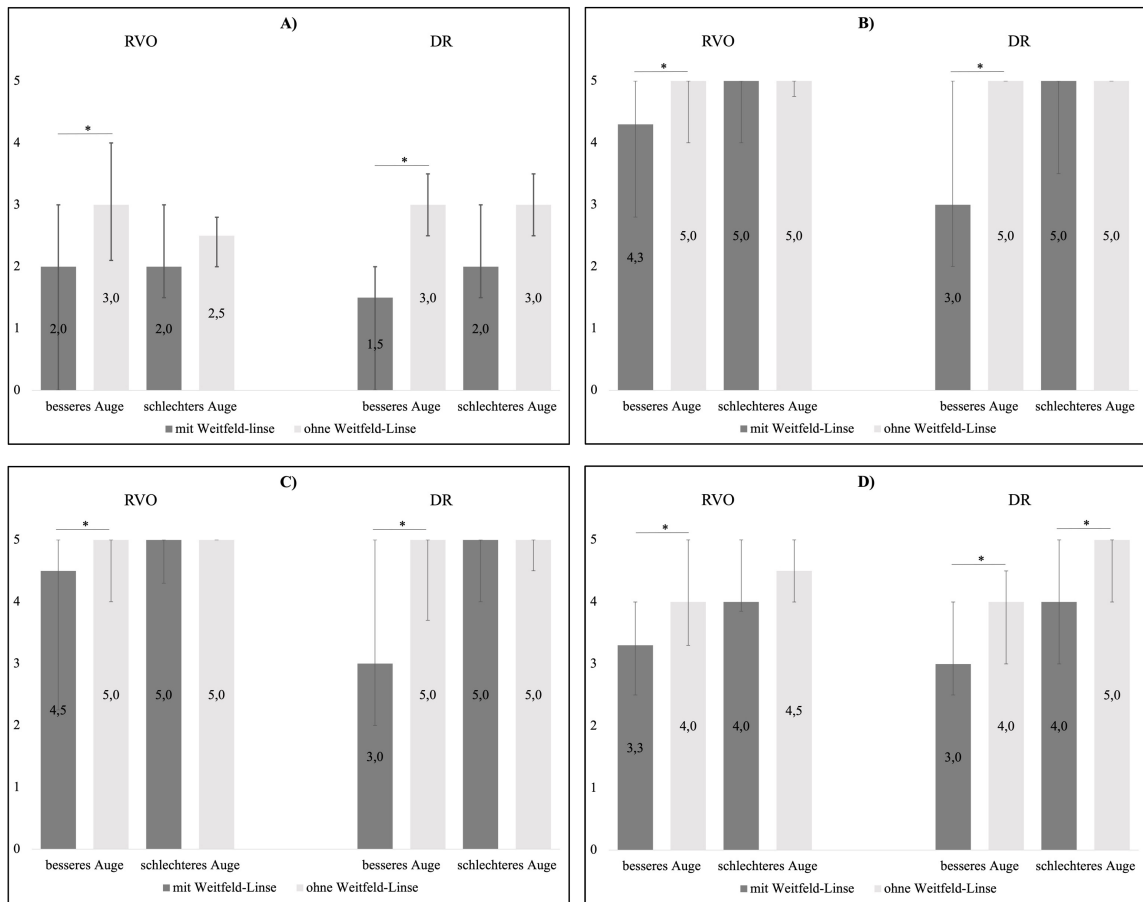 A)
RVO DR
5
4
3
2
1
0
* *
2,0 3,0 2,0 2,5 1,5 3,0 2,0 3,0
besseres Auge schlechters Auge besseres Auge schlechteres Auge
mit Weitfeld-linse ohne Weitfeld-Linse
B)
RVO DR
5
4
3
2
1
0
* *
4,3 5,0 5,0 5,0 3,0 5,0 5,0 5,0
besseres Auge schlechteres Auge besseres Auge schlechteres Auge
mit Weitfeld-Linse ohne Weitfeld-Linse
C)
RVO DR
5
4
3
2
1
0
* *
4,5 5,0 5,0 5,0 3,0 5,0 5,0 5,0
besseres Auge schlechteres Auge besseres Auge schlechteres Auge
mit Weitfeld-Linse ohne Weitfeld-Linse
D)
RVO DR
5
4
3
2
1
0
* * *
3,3 4,0 4,0 4,5 3,0 4,0 4,0 5,0
besseres Auge schlechteres Auge besseres Auge schlechteres Auge
mit Weitfeld-Linse ohne Weitfeld-Linse